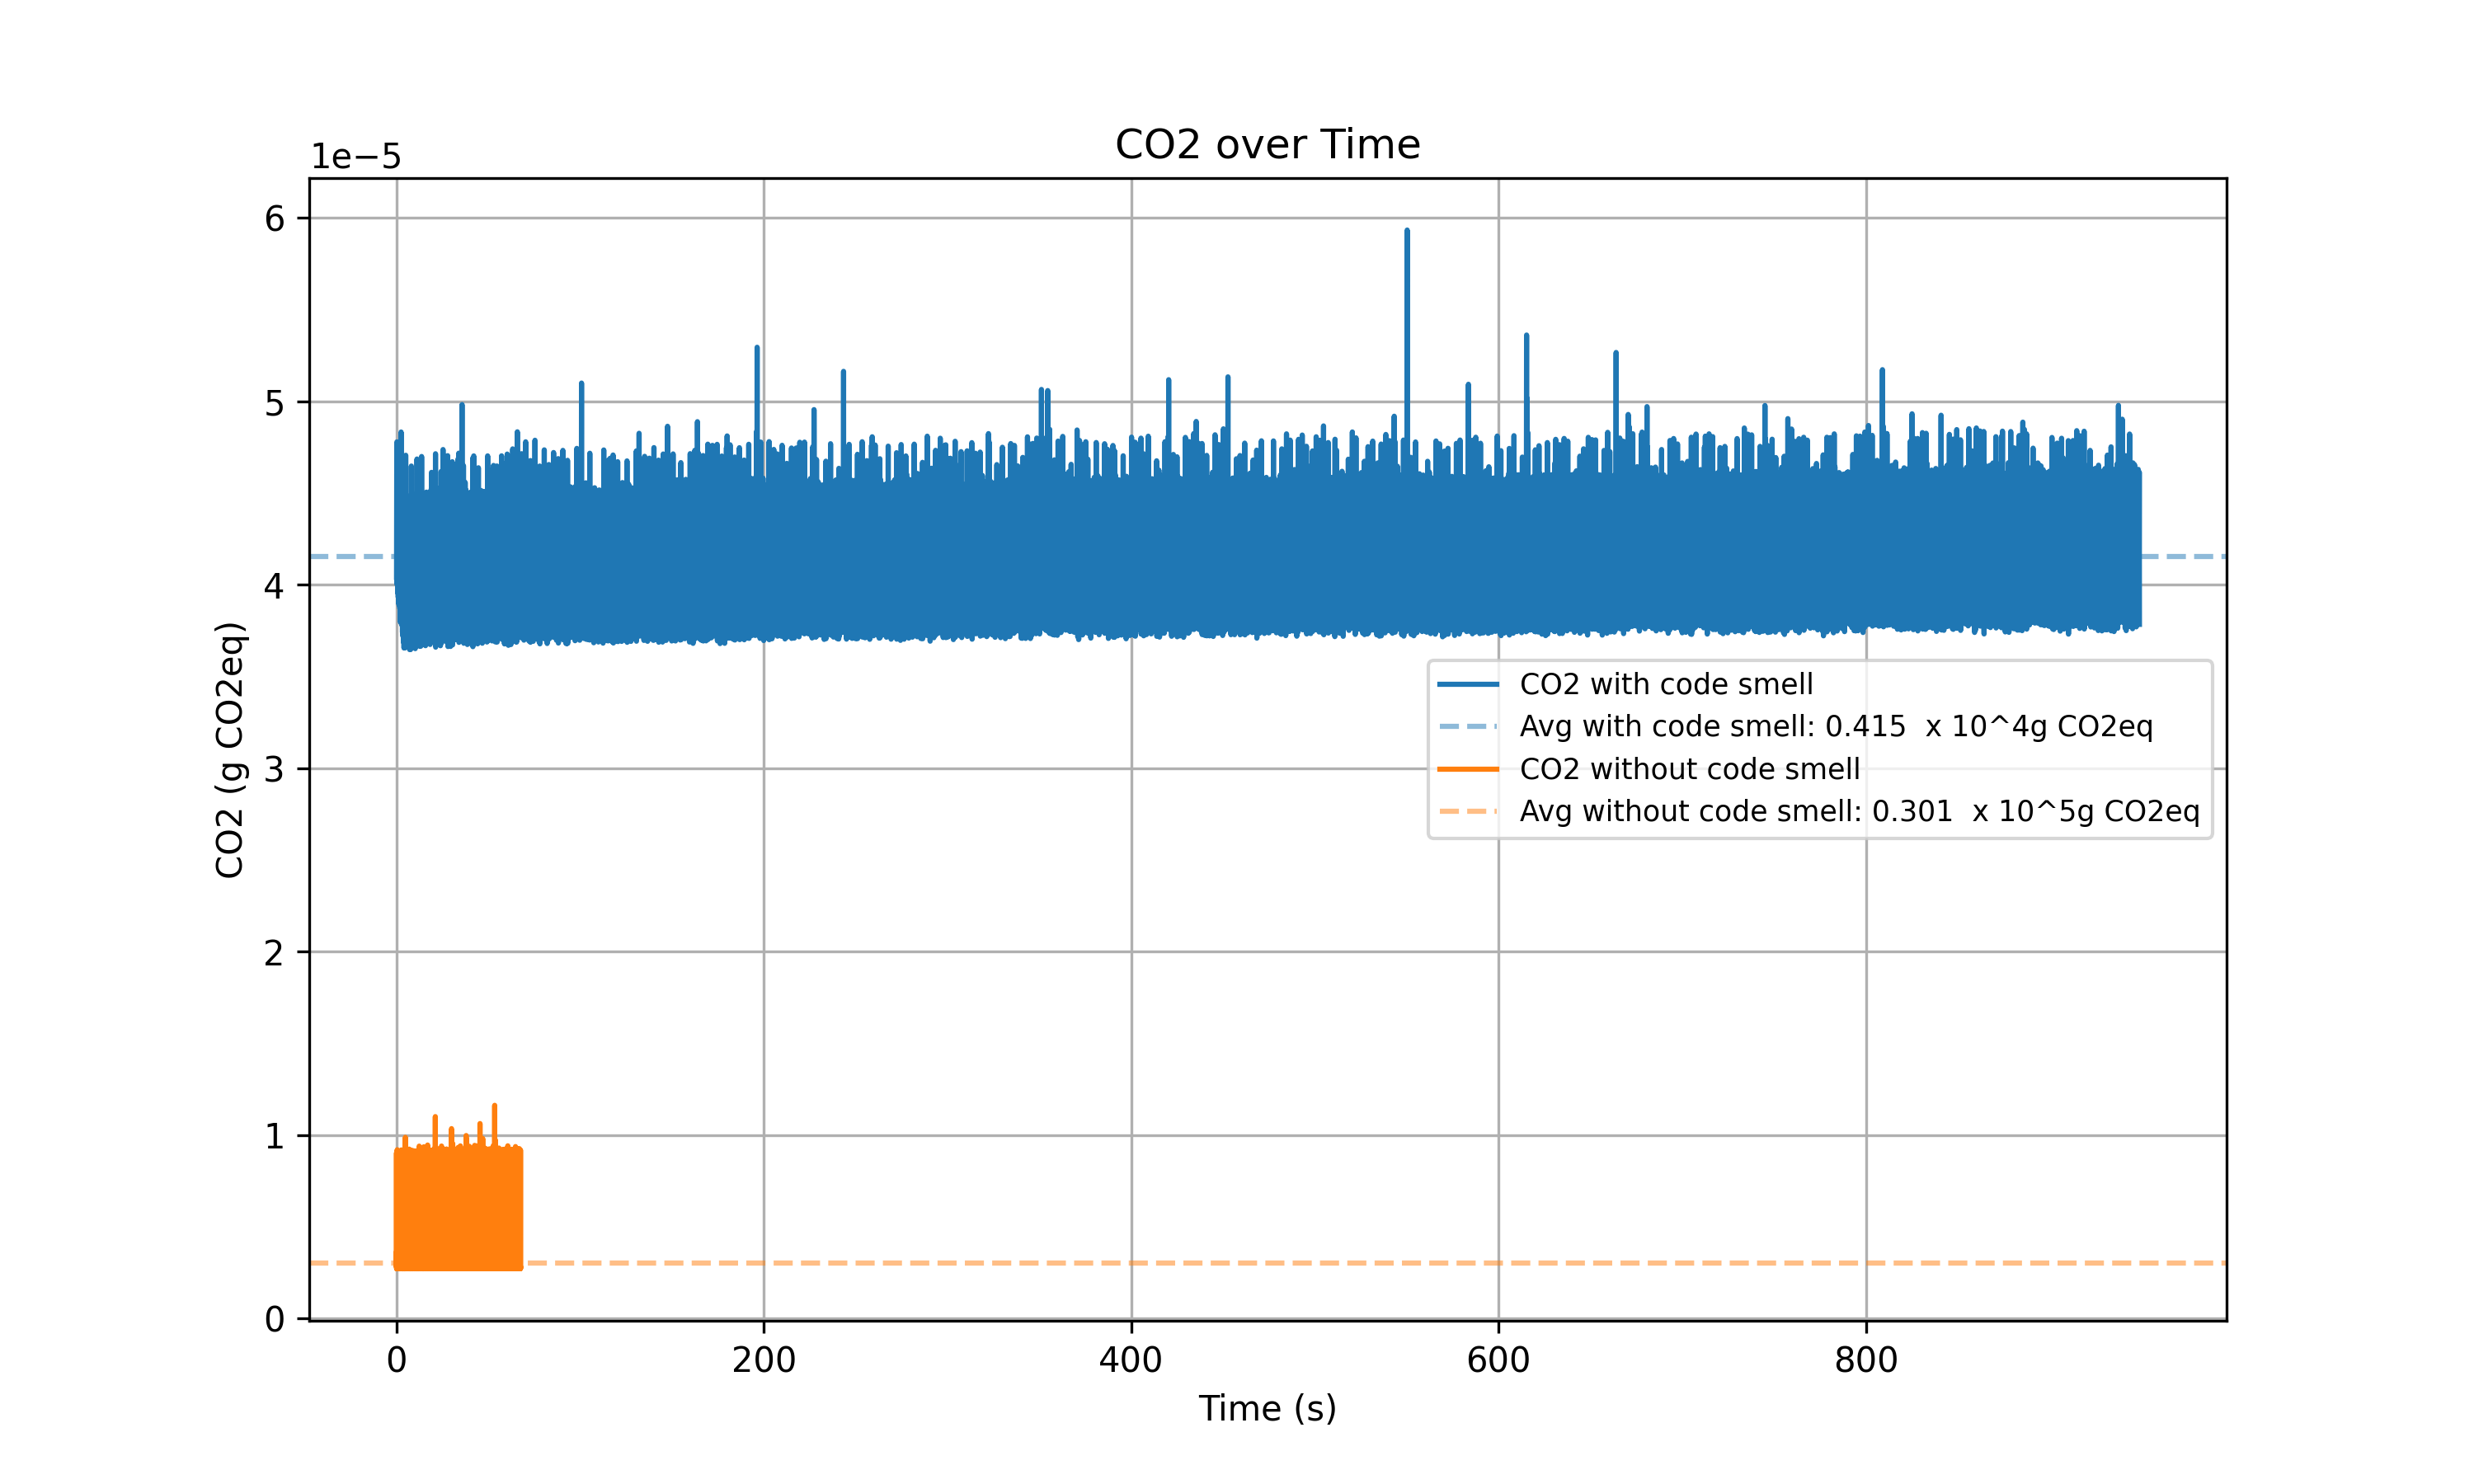 CO2 over Time
1e−5
6
5
4
3
2
1
0
CO2 (g CO2eq)
CO2 with code smell
Avg with code smell: 0.415  x 10^4g CO2eq
CO2 without code smell
Avg without code smell: 0.301  x 10^5g CO2eq
0 200 400 600 800
Time (s)